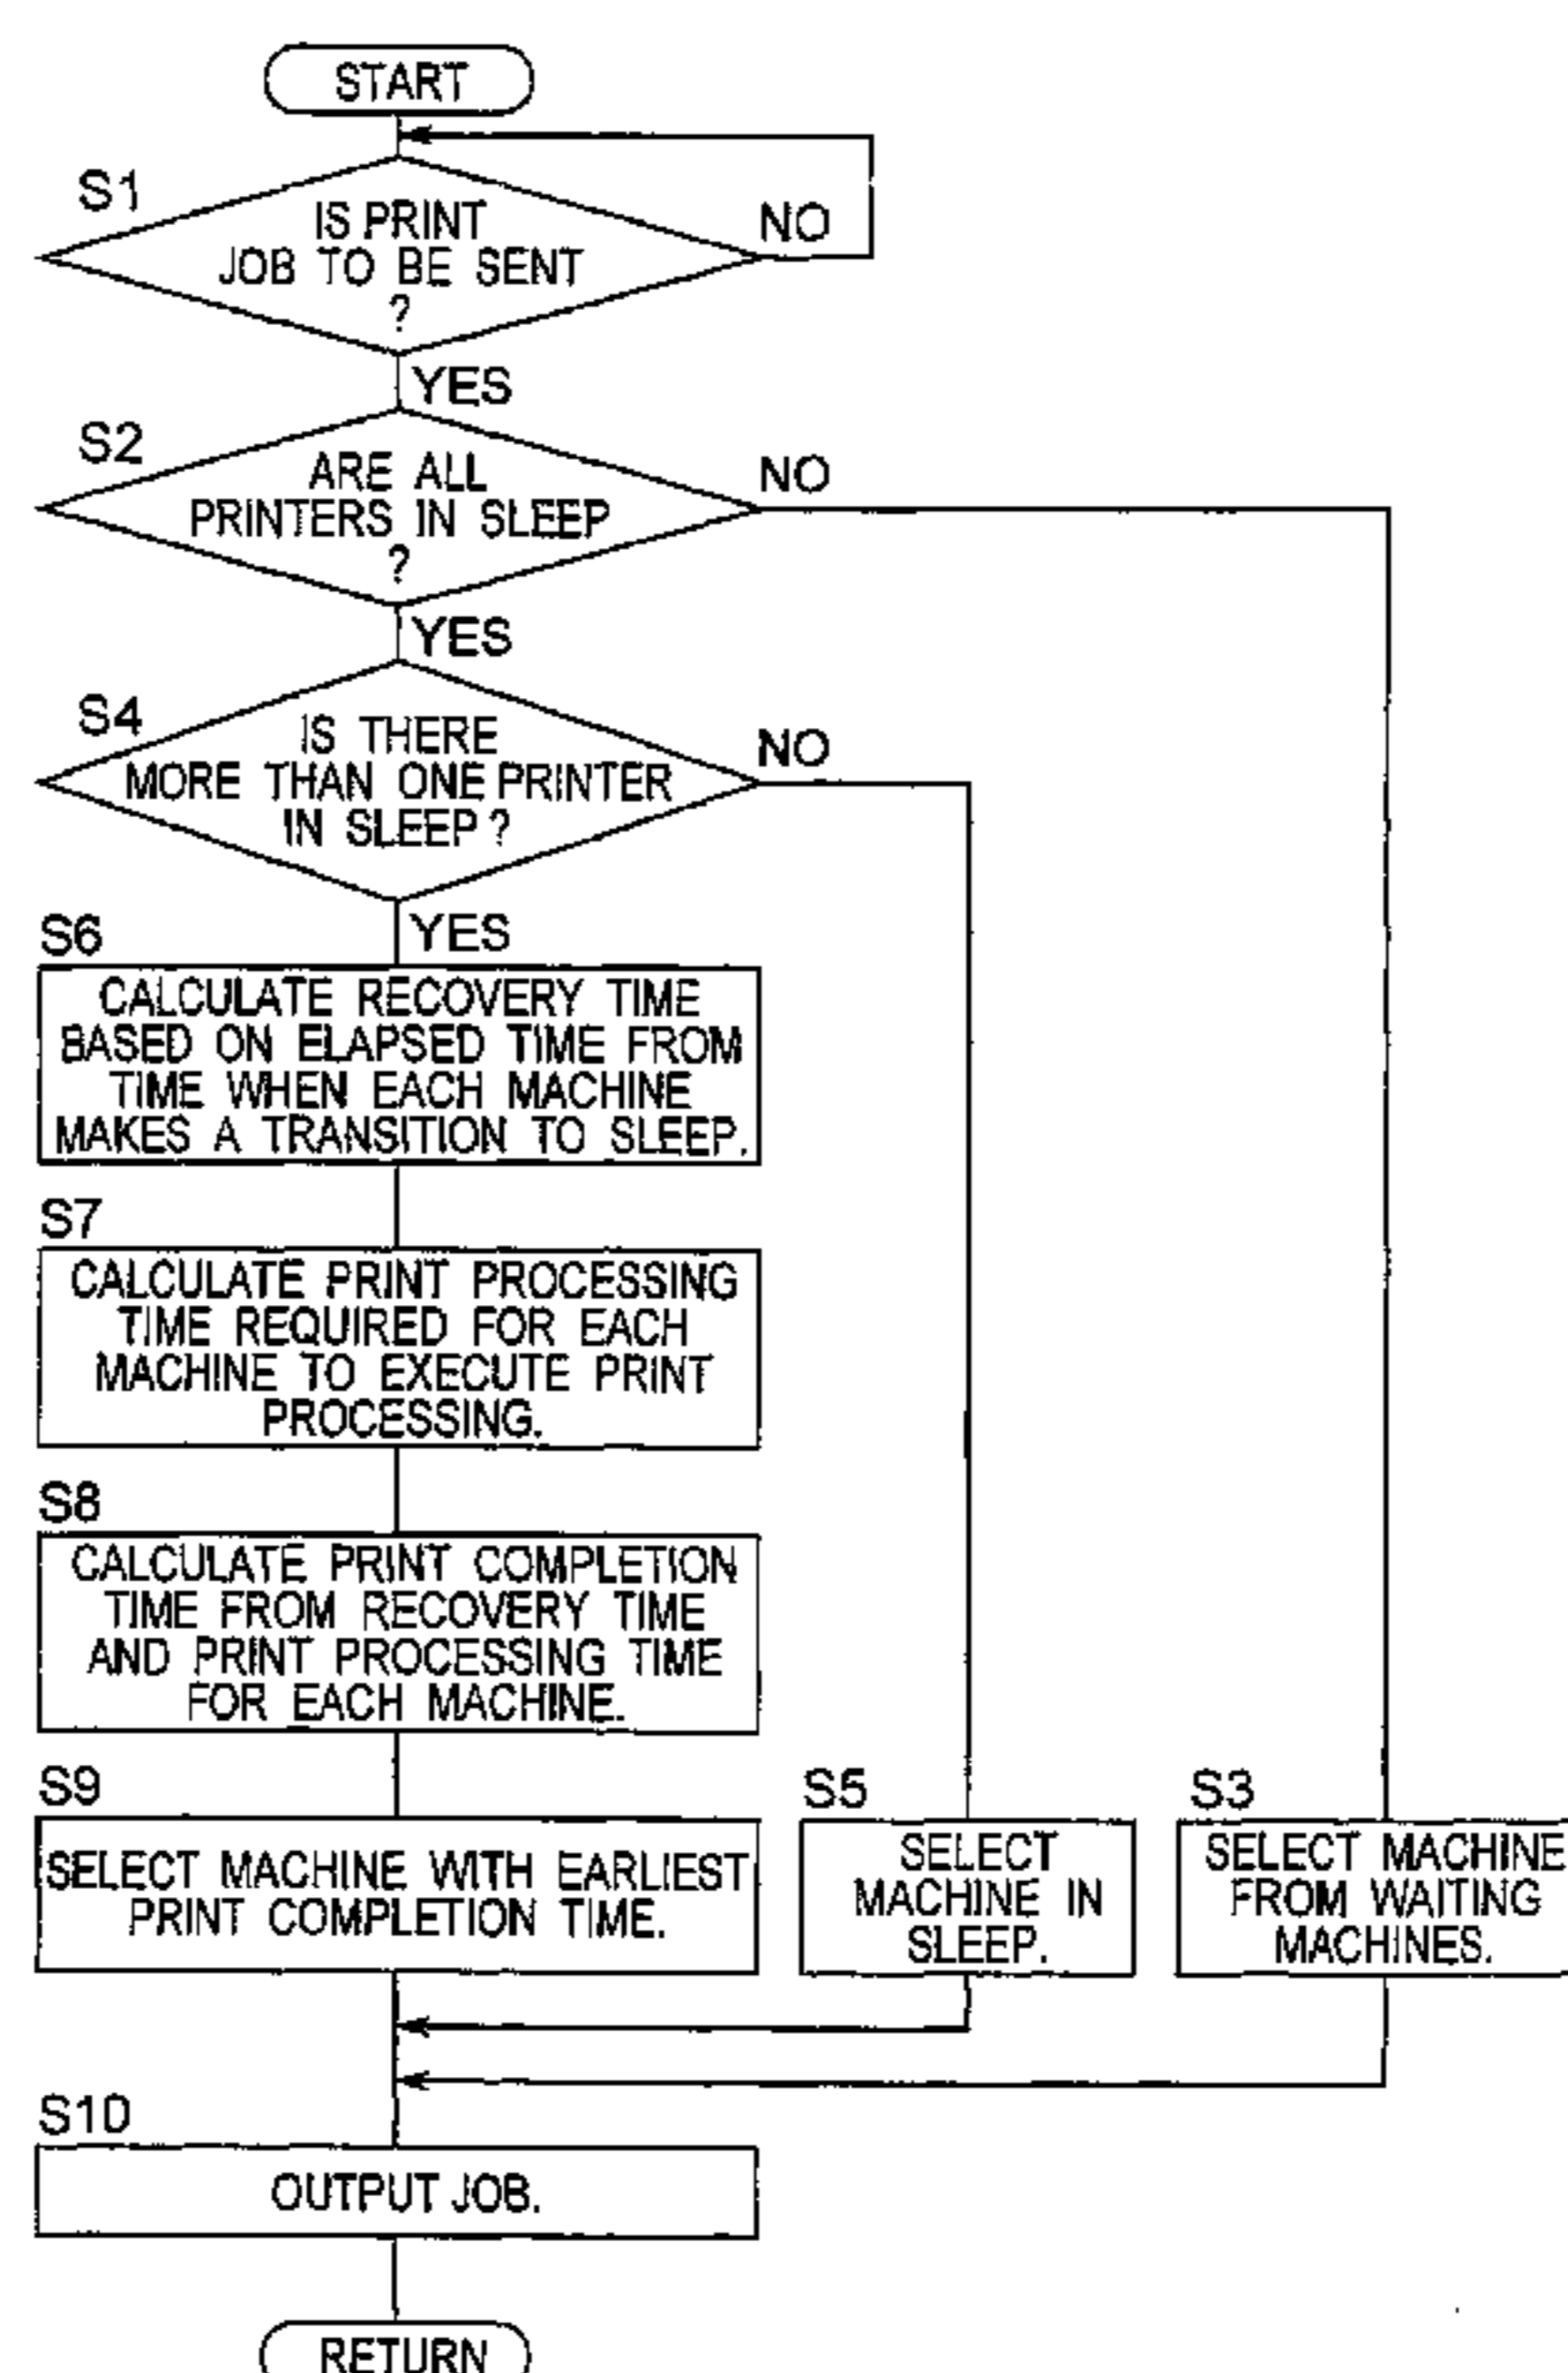 START
S1
IS PRINT
JOB TO BE SENT
?
NO
YES
S2
ARE ALL
PRINTERS IN SLEEP
?
NO
YES
S4
IS THERE
MORE THAN ONE PRINTER
IN SLEEP?
NO
YES
S6
CALCULATE RECOVERY TIME
BASED ON ELAPSED TIME FROM
TIME WHEN EACH MACHINE
MAKES A TRANSITION TO SLEEP.
S7
CALCULATE PRINT PROCESSING
TIME REQUIRED FOR EACH
MACHINE TO EXECUTE PRINT
PROCESSING.
S8
CALCULATE PRINT COMPLETION
TIME FROM RECOVERY TIME
AND PRINT PROCESSING TIME
FOR EACH MACHINE.
S9
SELECT MACHINE WITH EARLIEST
PRINT COMPLETION TIME.
S5
SELECT
MACHINE IN
SLEEP.
S3
SELECT MACHINE
FROM WAITING
MACHINES.
S10
OUTPUT JOB.
RETURN